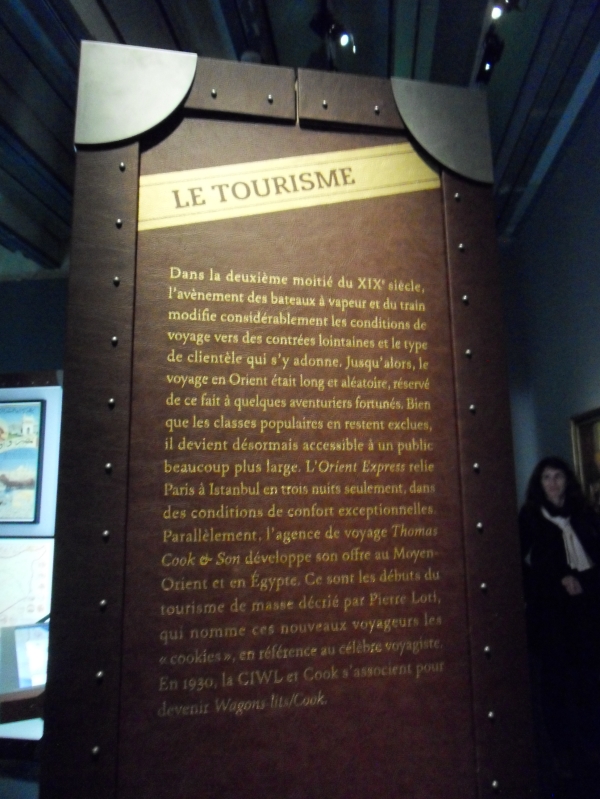 LE TOURISME
Dans la deuxième moitié du XIXe siècle,
l'avènement des bateaux à vapeur et du train
modifie considérablement les conditions de
voyage vers des contrées lointaines et le type
de clientèle qui s'y adonne. Jusqu'alors, le
voyage en Orient était long et aléatoire, réservé
de ce fait à quelques aventuriers fortunés. Bien
que les classes populaires en restent exclues,
il devient désormais accessible à un public
beaucoup plus large. L'Orient Express relie
Paris à Istanbul en trois nuits seulement, dans
des conditions de confort exceptionnelles.
Parallèlement, l'agence de voyage Thomas
Cook & Son développe son offre au Moyen-
Orient et en Égypte. Ce sont les débuts du
tourisme de masse décrié par Pierre Loti,
qui nomme ces nouveaux voyageurs les
« cookies », en référence au célèbre voyagiste.
En 1930, la CIWL et Cook s'associent pour
devenir Wagons lits/Cook.